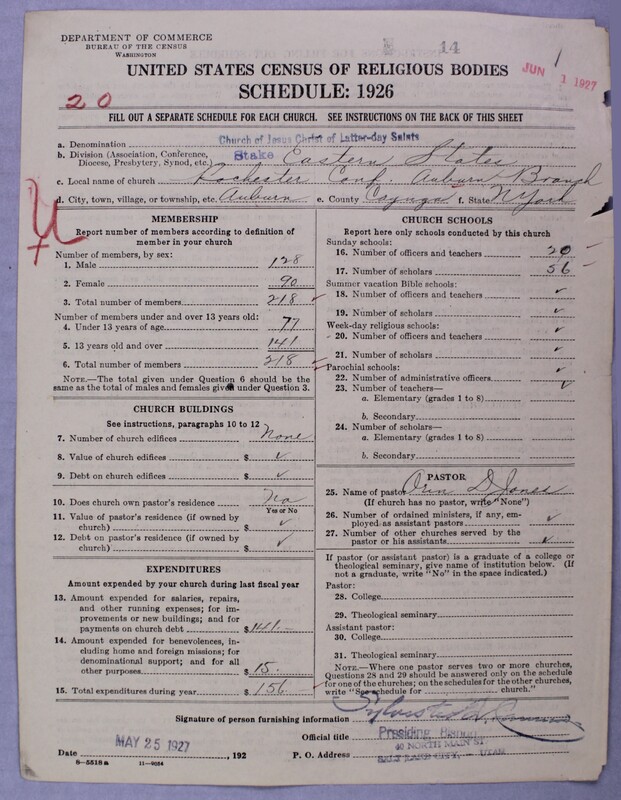 DEPARTMENT OF COMMERCE
BUREAU OF THE CENSUS
WASHINGTON
14
JUN 1 1927
UNITED STATES CENSUS OF RELIGIOUS BODIES
SCHEDULE: 1926
20
FILL OUT A SEPARATE SCHEDULE FOR EACH CHURCH. SEE INSTRUCTIONS ON THE BACK OF THIS SHEET
a. Denomination Church of Jesus Christ of Latter-day Saints
b. Division (Association, Conference, Diocese, Presbytery, Synod, etc.) Stake Eastern States
c. Local name of church Rochester Conf Auburn Branch
d. City, town, village, or township, etc. Auburn e. County Cayuga f. State N York
MEMBERSHIP
Report number of members according to definition of
member in your church
Number of members, by sex:
1. Male 128
2. Female 90
3. Total number of members 218
Number of members under and over 13 years old:
4. Under 13 years of age 77
5. 13 years old and over 141
6. Total number of members 218
NOTE.—The total given under Question 6 should be
same as the total of males and females given under Question 3.
CHURCH BUILDINGS
See instructions, paragraphs 10 to 12
7. Number of church edifices None
8. Value of church edifices $ ✓
9. Debt on church edifices $ ✓
10. Does church own pastor's residence No
Yes or No
11. Value of pastor's residence (if owned by
church) $ ✓
12. Debt on pastor's residence (if owned by
church) $ ✓
EXPENDITURES
Amount expended by your church during last fiscal year
13. Amount expended for salaries, repairs,
and other running expenses; for im-
provements or new buildings; and for
payments on church debt $141
14. Amount expended for benevolences, in-
cluding home and foreign missions; for
denominational support; and for all
other purposes $15.
15. Total expenditures during year $156
CHURCH SCHOOLS
Report here only schools conducted by this church
Sunday schools:
16. Number of officers and teachers 20
17. Number of scholars 56
Summer vacation Bible schools:
18. Number of officers and teachers ✓
19. Number of scholars ✓
Week-day religious schools:
20. Number of officers and teachers ✓
21. Number of scholars ✓
Parochial schools:
22. Number of administrative officers ✓
23. Number of teachers—
a. Elementary (grades 1 to 8)
b. Secondary
24. Number of scholars—
a. Elementary (grades 1 to 8)
b. Secondary
PASTOR
25. Name of pastor Orin D Jones
(If church has no pastor, write "None")
26. Number of ordained ministers, if any, em-
ployed as assistant pastors ✓
27. Number of other churches served by the
pastor or his assistants ✓
If pastor (or assistant pastor) is a graduate of a college or
theological seminary, give name of institution below. (If
not a graduate, write "No" in the space indicated.)
Pastor:
28. College
29. Theological seminary
Assistant pastor:
30. College
31. Theological seminary
NOTE.—Where one pastor serves two or more churches,
Questions 28 and 29 should be answered only on the schedule
for one of the churches; on the schedules for the other churches,
write "See schedule for church."
Signature of person furnishing information
Official title Presiding Bishop
Date MAY 25 1927, 192 P. O. Address 40 NORTH MAIN ST
SALT LAKE CITY, - UTAH
8—5518a 11—9084